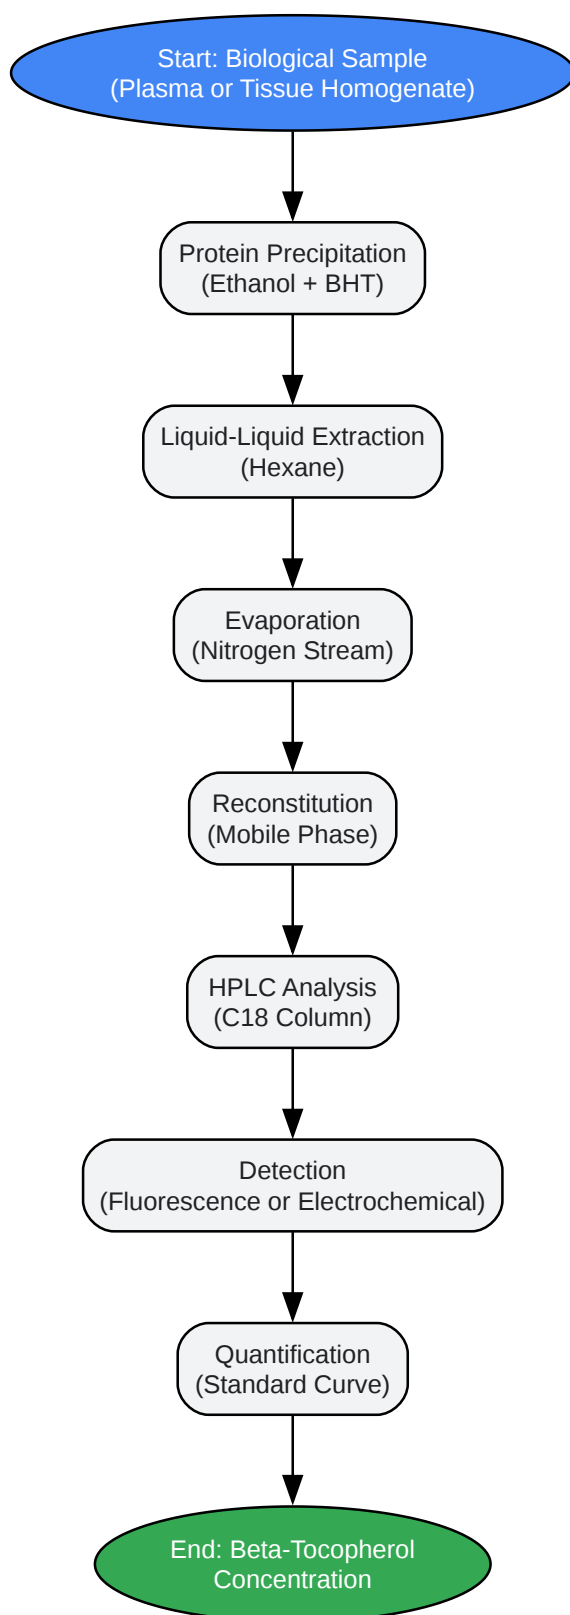 Start: Biological Sample
(Plasma or Tissue Homogenate)
Protein Precipitation
(Ethanol + BHT)
Liquid-Liquid Extraction
(Hexane)
Evaporation
(Nitrogen Stream)
Reconstitution
(Mobile Phase)
HPLC Analysis
(C18 Column)
Detection
(Fluorescence or Electrochemical)
Quantification
(Standard Curve)
End: Beta-Tocopherol
Concentration